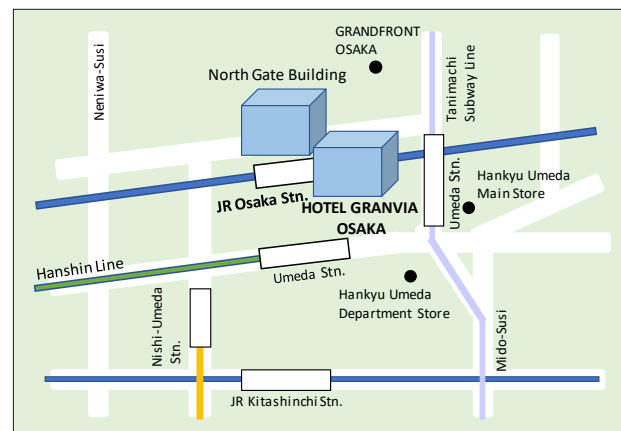 GRANDFRONT
OSAKA
North Gate Building
Neniwa-Susi
Tanimachi
Subway Line
Umeda Stn.
Hankyu Umeda
Main Store
JR Osaka Stn.
HOTEL GRANVIA
OSAKA
Hanshin Line
Umeda Stn.
Hankyu Umeda
Department Store
Nishi-Umeda
Stn.
Mido-Susi
JR Kitashinchi Stn.